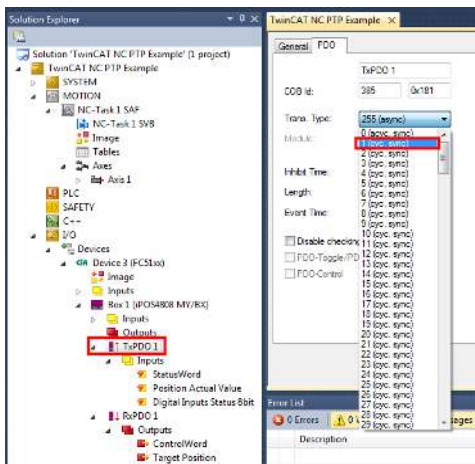 Solution Explorer
Solution 'TwinCAT NC PTP Example' (1 project)
TwinCAT NC PTP Example
SYSTEM
MOTION
NC-Task 1 SAF
NC-Task 1 SVB
Image
Tables
Axes
Axis 1
PLC
SAFETY
C++
I/O
Devices
Device 3 (FC51xx)
Image
Inputs
Box 1 (iPOS4808 MY/BX)
Inputs
Outputs
TxPDO 1
Inputs
StatusWord
Position Actual Value
Digital Inputs Status 8bit
RxPDO 1
Outputs
ControlWord
Target Position
TwinCAT NC PTP Example
General PDO
TxPDO 1
COB Id: 385 0x181
Trans. Type: 255 (async)
Module:
Inhibit Time:
Length:
Event Time:
Disable checking
PDO-Toggle/PD
PDO-Control
0 (acyc. sync)
1 (cyc. sync)
2 (cyc. sync)
3 (cyc. sync)
4 (cyc. sync)
5 (cyc. sync)
6 (cyc. sync)
7 (cyc. sync)
8 (cyc. sync)
9 (cyc. sync)
10 (cyc. sync)
11 (cyc. sync)
12 (cyc. sync)
13 (cyc. sync)
14 (cyc. sync)
15 (cyc. sync)
16 (cyc. sync)
17 (cyc. sync)
18 (cyc. sync)
19 (cyc. sync)
20 (cyc. sync)
21 (cyc. sync)
22 (cyc. sync)
23 (cyc. sync)
24 (cyc. sync)
25 (cyc. sync)
26 (cyc. sync)
27 (cyc. sync)
28 (cyc. sync)
29 (cyc. sync)
Error List
0 Errors 0 ages
Description